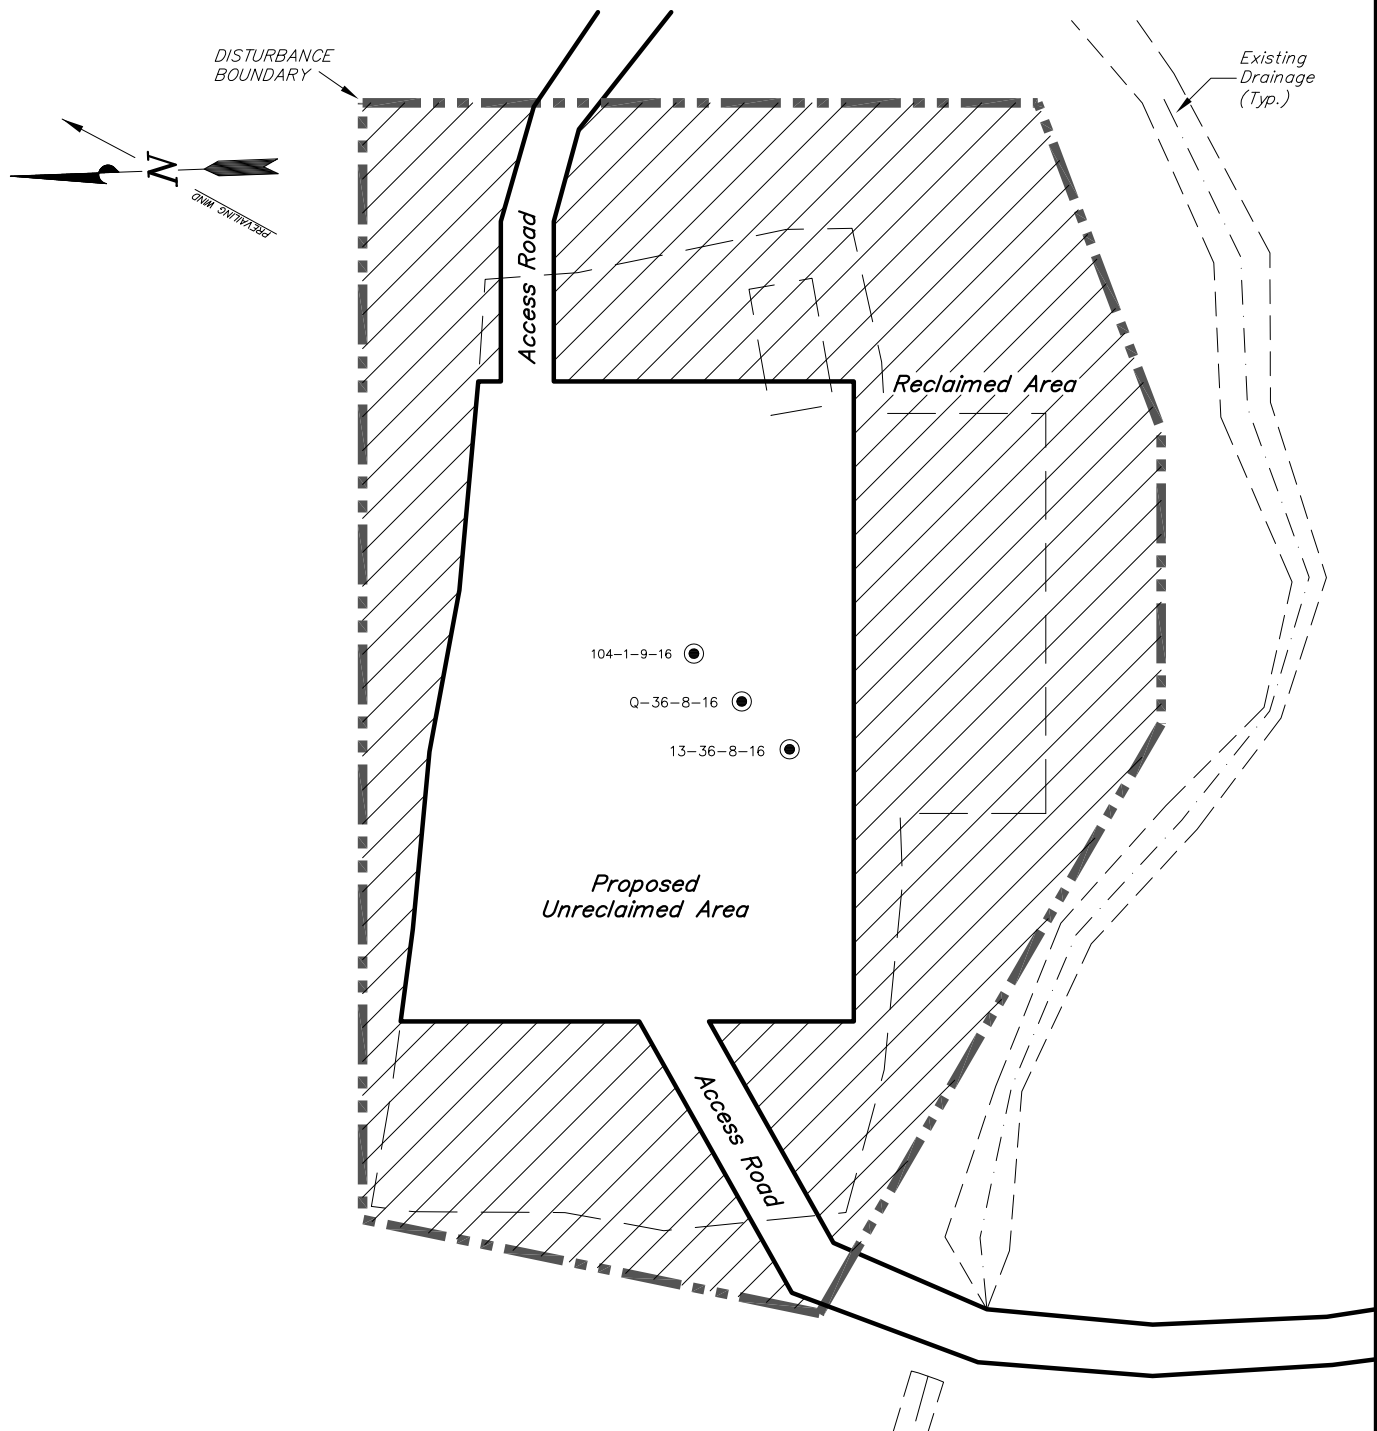 DISTURBANCE
BOUNDARY
Existing
Drainage
(Typ.)
N
PREVAILING WIND
Access Road
Reclaimed Area
104-1-9-16
Q-36-8-16
13-36-8-16
Proposed
Unreclaimed Area
Access Road